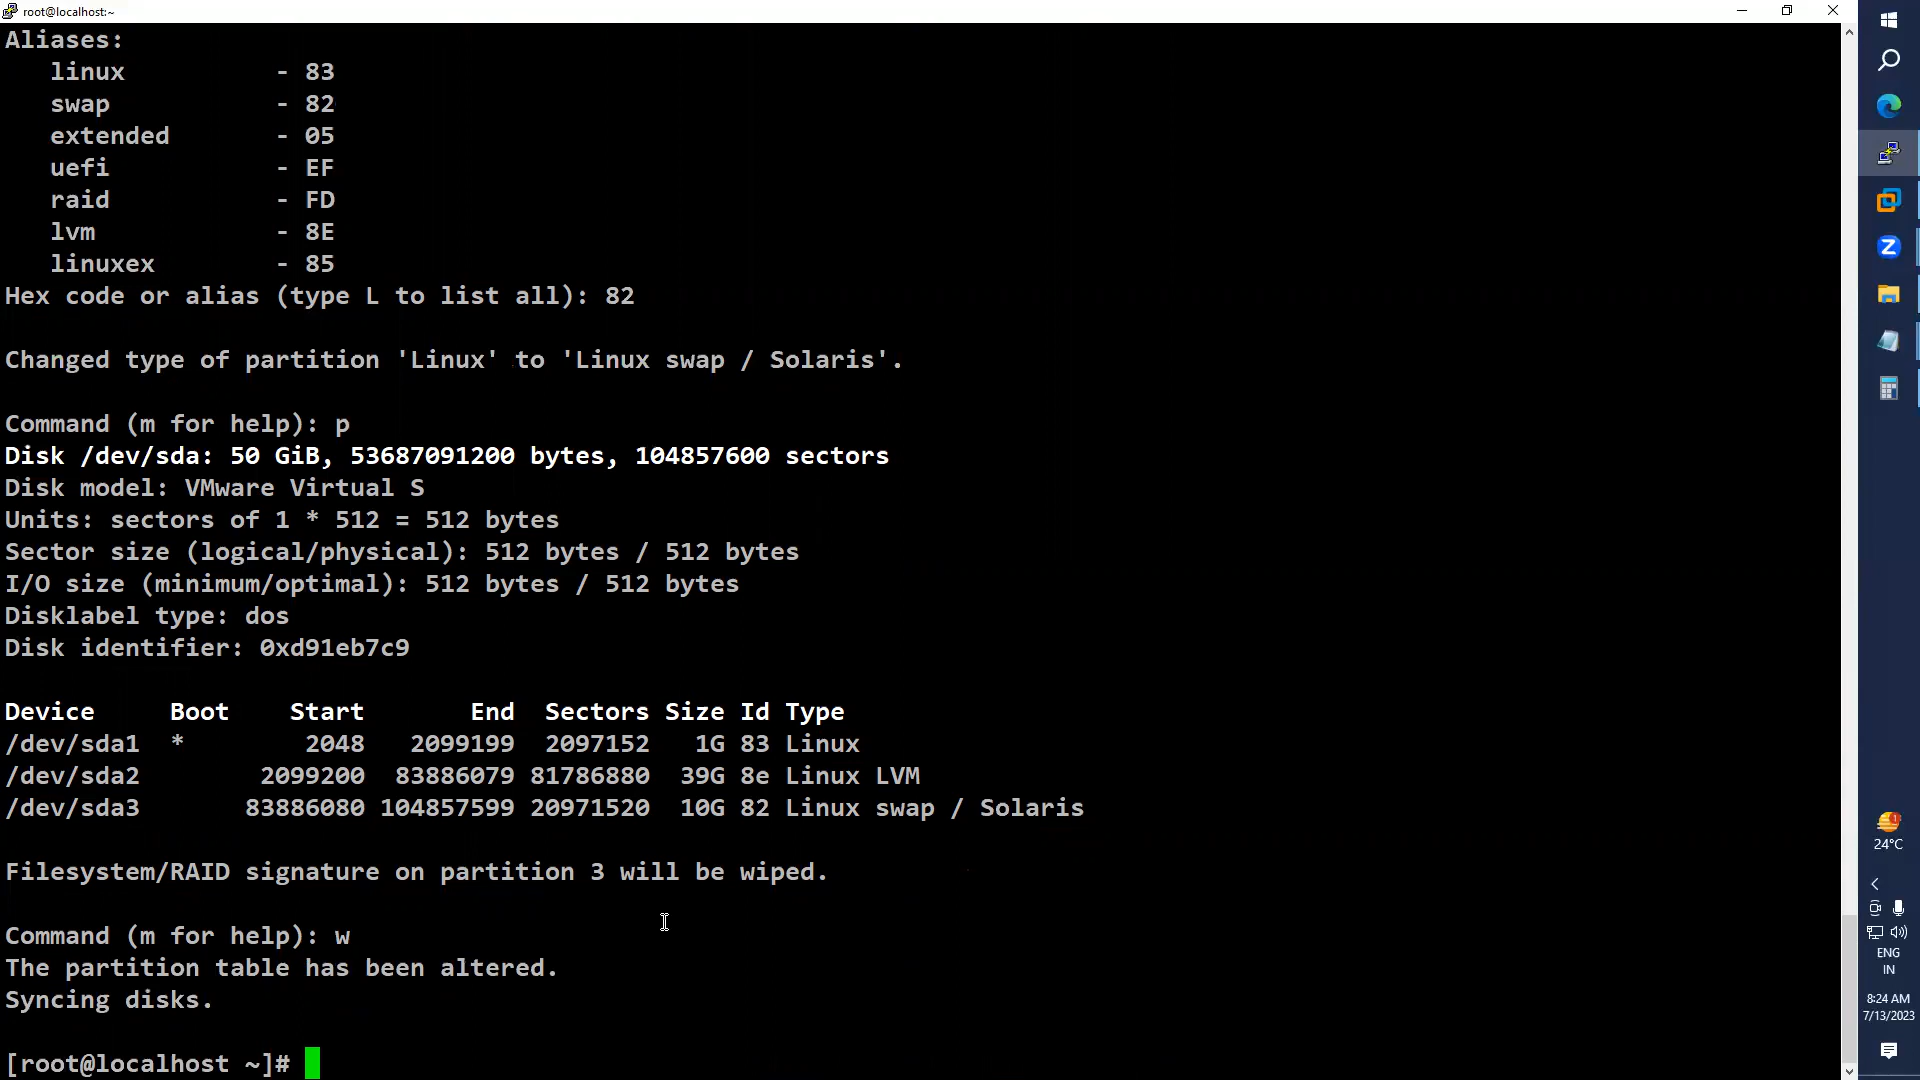 root@localhost:~
Aliases:
linux - 83
swap - 82
extended - 05
uefi - EF
raid - FD
lvm - 8E
linuxex - 85
Hex code or alias (type L to list all): 82
Changed type of partition 'Linux' to 'Linux swap / Solaris'.
Command (m for help): p
Disk /dev/sda: 50 GiB, 53687091200 bytes, 104857600 sectors
Disk model: VMware Virtual S
Units: sectors of 1 * 512 = 512 bytes
Sector size (logical/physical): 512 bytes / 512 bytes
I/O size (minimum/optimal): 512 bytes / 512 bytes
Disklabel type: dos
Disk identifier: 0xd91eb7c9
Device Boot Start End Sectors Size Id Type
/dev/sda1 * 2048 2099199 2097152 1G 83 Linux
/dev/sda2 2099200 83886079 81786880 39G 8e Linux LVM
/dev/sda3 83886080 104857599 20971520 10G 82 Linux swap / Solaris
Filesystem/RAID signature on partition 3 will be wiped.
Command (m for help): w
The partition table has been altered.
Syncing disks.
[root@localhost ~]#
Z
1
24°C
ENG
IN
8:24 AM
7/13/2023